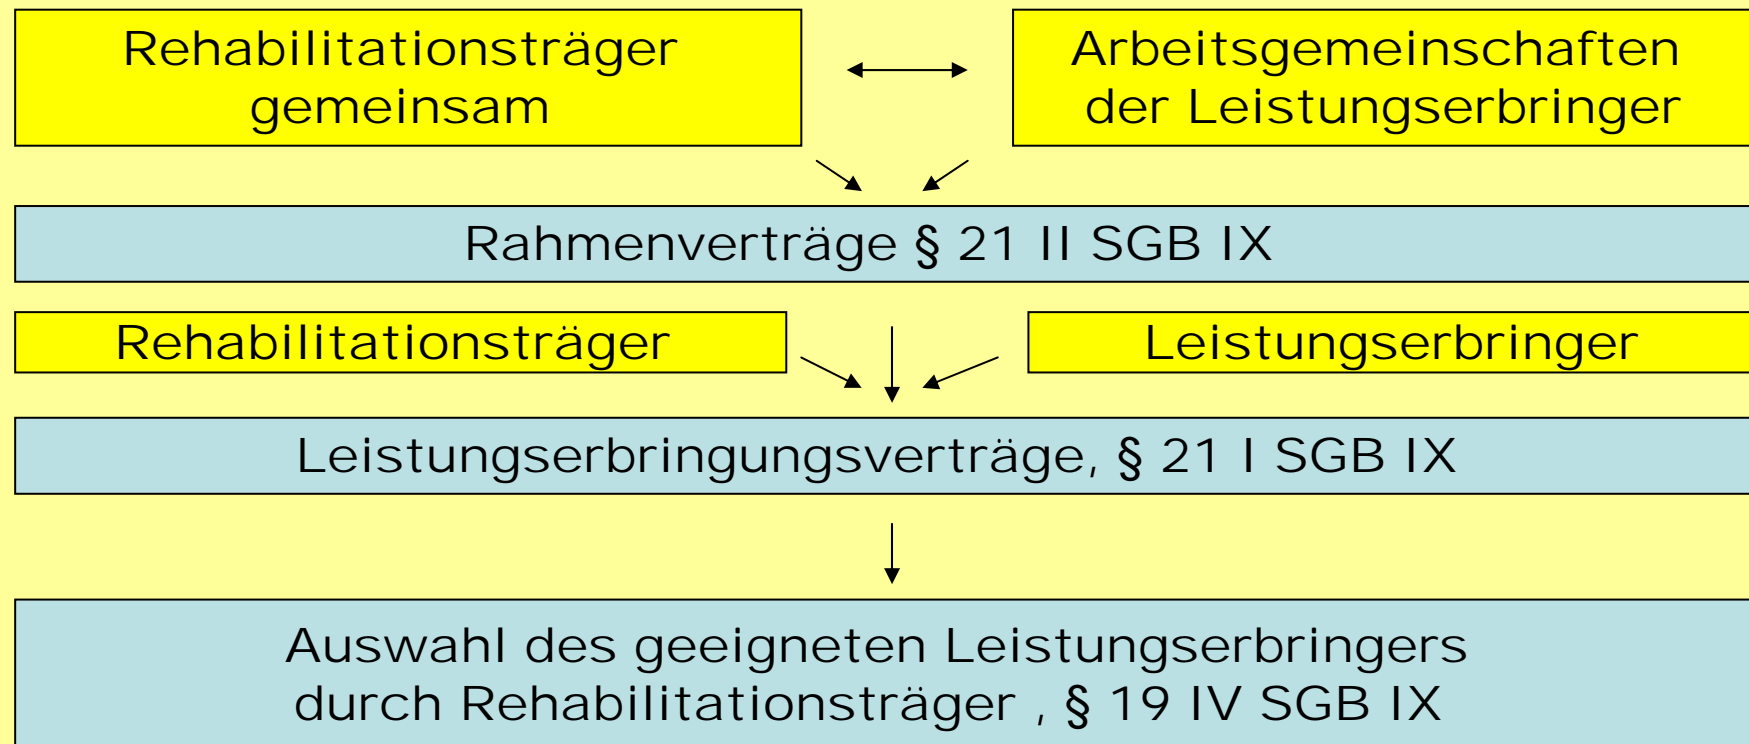 Rehabilitationsträger
gemeinsam
Arbeitsgemeinschaften
der Leistungserbringer
Rahmenverträge § 21 II SGB IX
Rehabilitationsträger
Leistungserbringer
Leistungserbringungsverträge, § 21 I SGB IX
Auswahl des geeigneten Leistungserbringers
durch Rehabilitationsträger , § 19 IV SGB IX